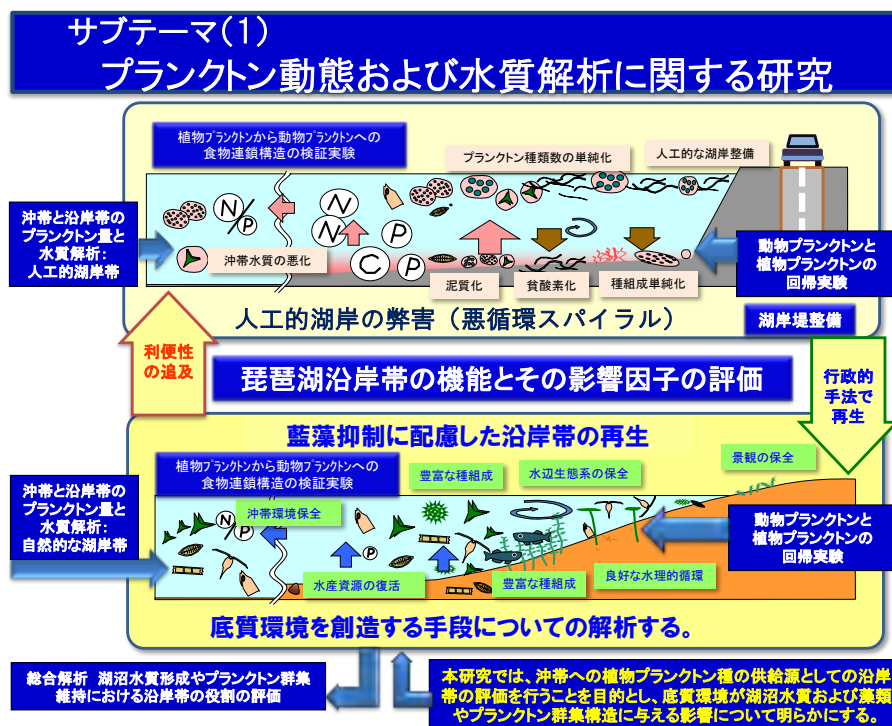 サブテーマ(1)
プランクトン動態および水質解析に関する研究
植物プランクトンから動物プランクトンへの
食物連鎖構造の検証実験
プランクトン種類数の単純化
人工的な湖岸整備
沖帯と沿岸帯の
プランクトン量と
水質解析:
人工的湖岸帯
N/P
N
N
P
C
P
沖帯水質の悪化
泥質化
貧酸素化
種組成単純化
動物プランクトンと
植物プランクトンの
回帰実験
人工的湖岸の弊害(悪循環スパイラル)
湖岸堤整備
利便性
の追及
琵琶湖沿岸帯の機能とその影響因子の評価
行政的
手法で
再生
藍藻抑制に配慮した沿岸帯の再生
植物プランクトンから動物プランクトンへの
食物連鎖構造の検証実験
豊富な種組成
水辺生態系の保全
景観の保全
沖帯と沿岸帯の
プランクトン量と
水質解析:
自然的な湖岸帯
N
P
沖帯環境保全
P
動物プランクトンと
植物プランクトンの
回帰実験
水産資源の復活
豊富な種組成
良好な水理的循環
底質環境を創造する手段についての解析する。
総合解析 湖沼水質形成やプランクトン群集
維持における沿岸帯の役割の評価
本研究では、沖帯への植物プランクトン種の供給源としての沿岸
帯の評価を行うことを目的とし、底質環境が湖沼水質および藻類
やプランクトン群集構造に与える影響について明らかにする。